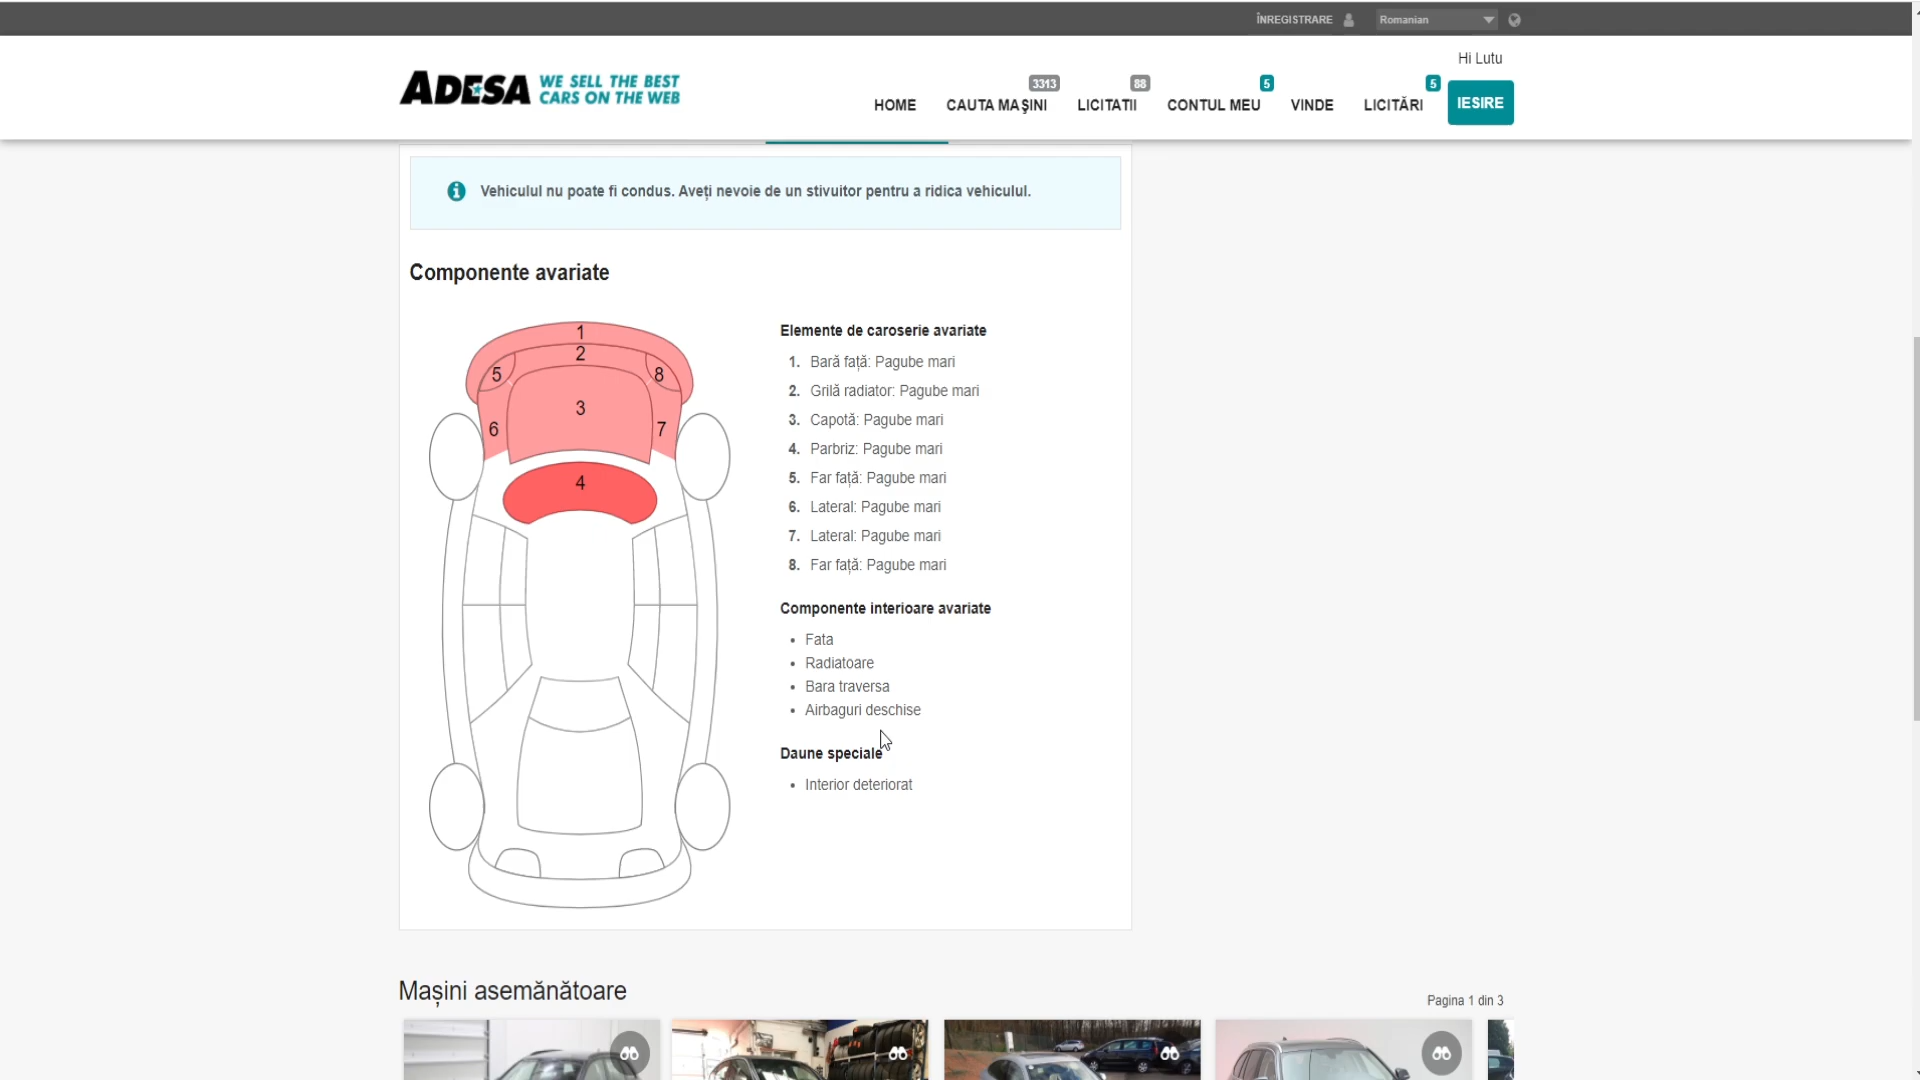 ÎNREGISTRARE
Romanian
Hi Lutu
ADESA WE SELL THE BEST CARS ON THE WEB
HOME
CAUTA MAŞINI 3313
LICITATII 88
CONTUL MEU 5
VINDE
LICITĂRI 5
IESIRE
Vehiculul nu poate fi condus. Aveți nevoie de un stivuitor pentru a ridica vehiculul.
Componente avariate
1
2
5
8
3
6
7
4
Elemente de caroserie avariate
1. Bară față: Pagube mari
2. Grilă radiator: Pagube mari
3. Capotă: Pagube mari
4. Parbriz: Pagube mari
5. Far față: Pagube mari
6. Lateral: Pagube mari
7. Lateral: Pagube mari
8. Far față: Pagube mari
Componente interioare avariate
• Fata
• Radiatoare
• Bara traversa
• Airbaguri deschise
Daune speciale
• Interior deteriorat
Mașini asemănătoare
Pagina 1 din 3